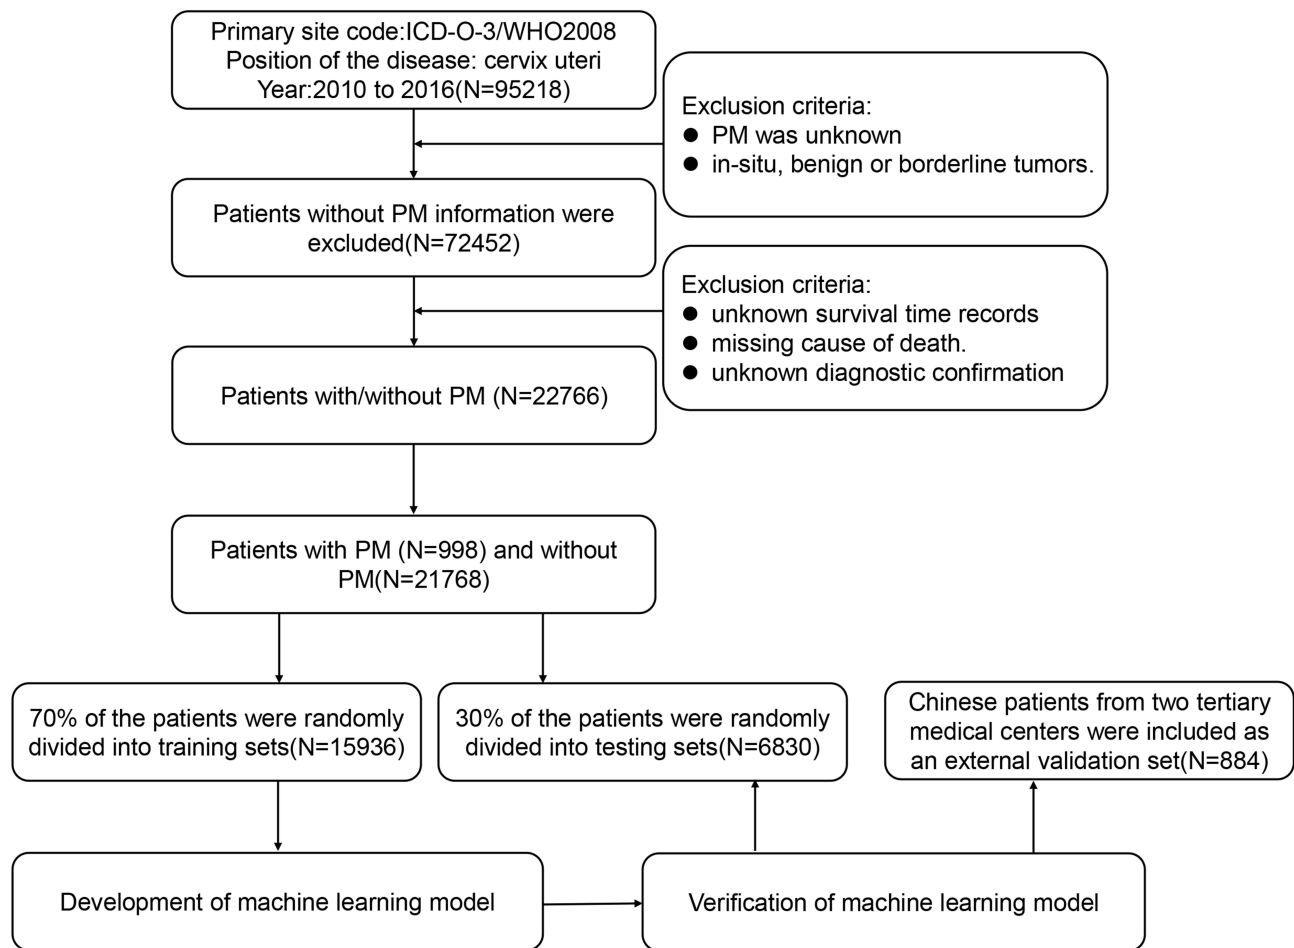 Primary site code:ICD-O-3/WHO2008
Position of the disease: cervix uteri
Year:2010 to 2016(N=95218)
Exclusion criteria:
● PM was unknown
● in-situ, benign or borderline tumors.
Patients without PM information were
excluded(N=72452)
Exclusion criteria:
● unknown survival time records
● missing cause of death.
● unknown diagnostic confirmation
Patients with/without PM (N=22766)
Patients with PM (N=998) and without
PM(N=21768)
70% of the patients were randomly
divided into training sets(N=15936)
30% of the patients were randomly
divided into testing sets(N=6830)
Chinese patients from two tertiary
medical centers were included as
an external validation set(N=884)
Development of machine learning model
Verification of machine learning model